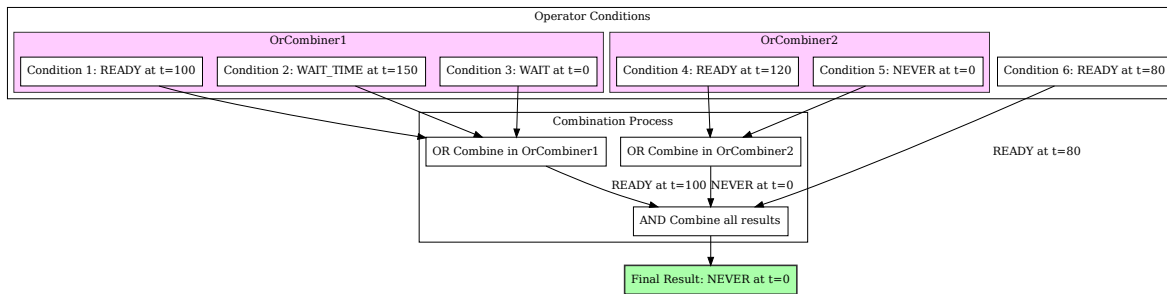 Operator Conditions
OrCombiner1
OrCombiner2
Condition 1: READY at t=100
Condition 2: WAIT_TIME at t=150
Condition 3: WAIT at t=0
Condition 4: READY at t=120
Condition 5: NEVER at t=0
Condition 6: READY at t=80
Combination Process
OR Combine in OrCombiner1
OR Combine in OrCombiner2
READY at t=80
READY at t=100
NEVER at t=0
AND Combine all results
Final Result: NEVER at t=0